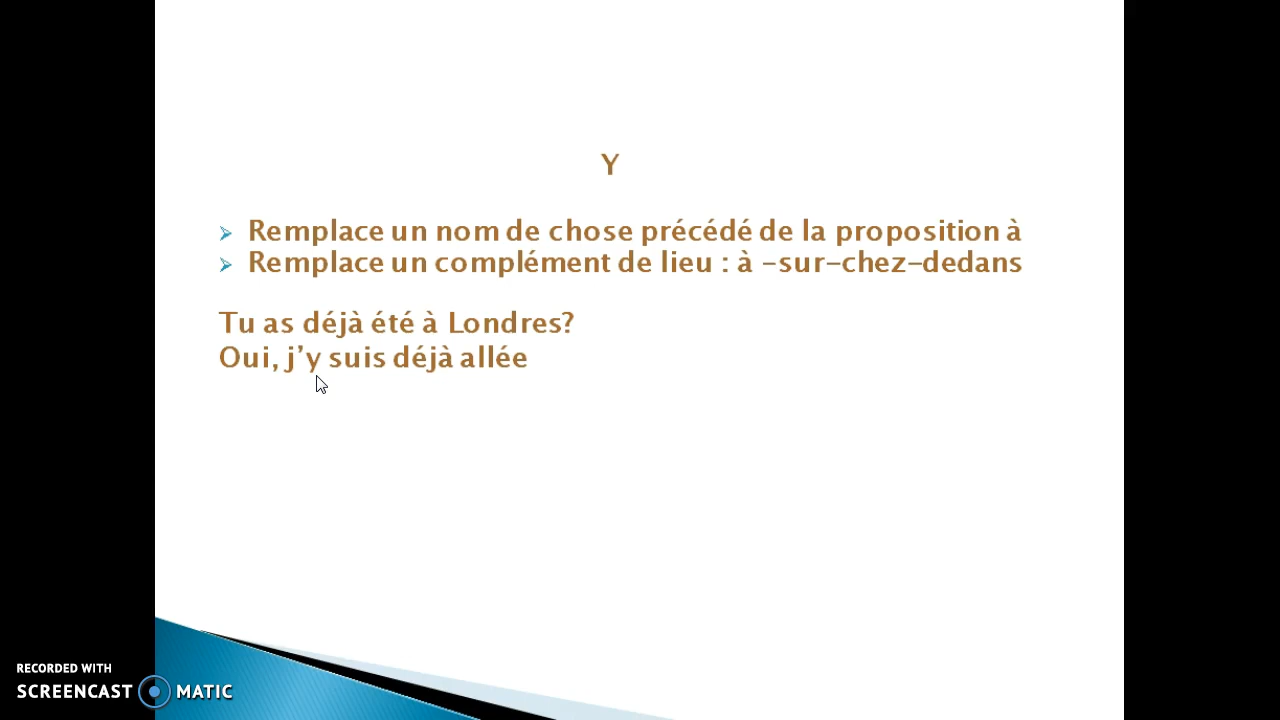 Y
Remplace un nom de chose précédé de la proposition à
Remplace un complément de lieu : à -sur-chez-dedans
Tu as déjà été à Londres?
Oui, j’y suis déjà allée
RECORDED WITH
SCREENCAST MATIC